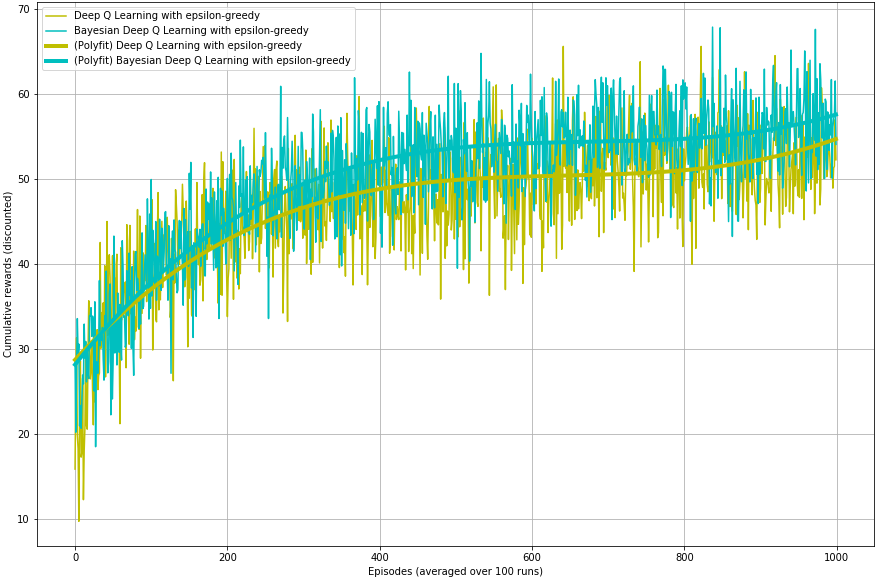 Deep Q Learning with epsilon-greedy
Bayesian Deep Q Learning with epsilon-greedy
(Polyfit) Deep Q Learning with epsilon-greedy
(Polyfit) Bayesian Deep Q Learning with epsilon-greedy
Cumulative rewards (discounted)
70
60
50
40
30
20
10
0 200 400 600 800 1000
Episodes (averaged over 100 runs)